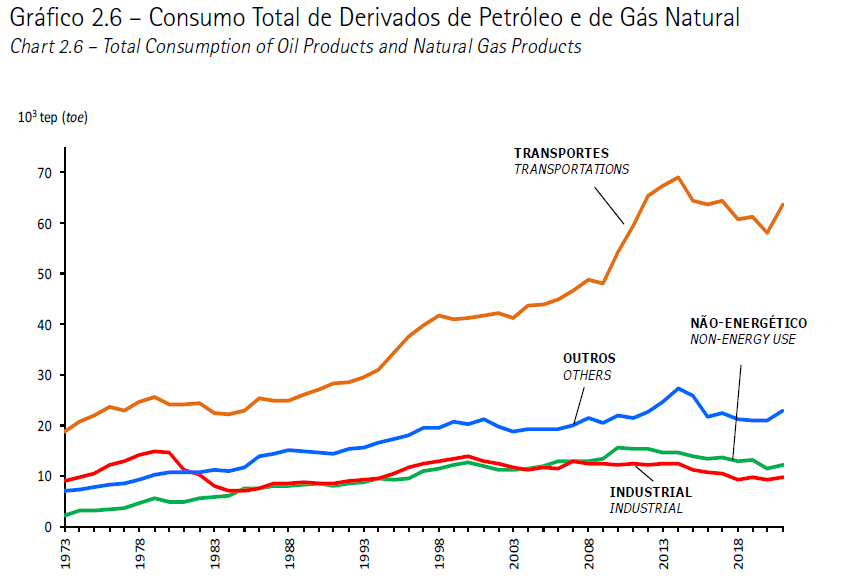 Gráfico 2.6 – Consumo Total de Derivados de Petróleo e de Gás Natural
Chart 2.6 – Total Consumption of Oil Products and Natural Gas Products
10³ tep (toe)
TRANSPORTES
TRANSPORTATIONS
70
60
50
NÃO-ENERGÉTICO
NON-ENERGY USE
40
OUTROS
OTHERS
30
20
10
INDUSTRIAL
INDUSTRIAL
0
1973
1978
1983
1988
1993
1998
2003
2008
2013
2018